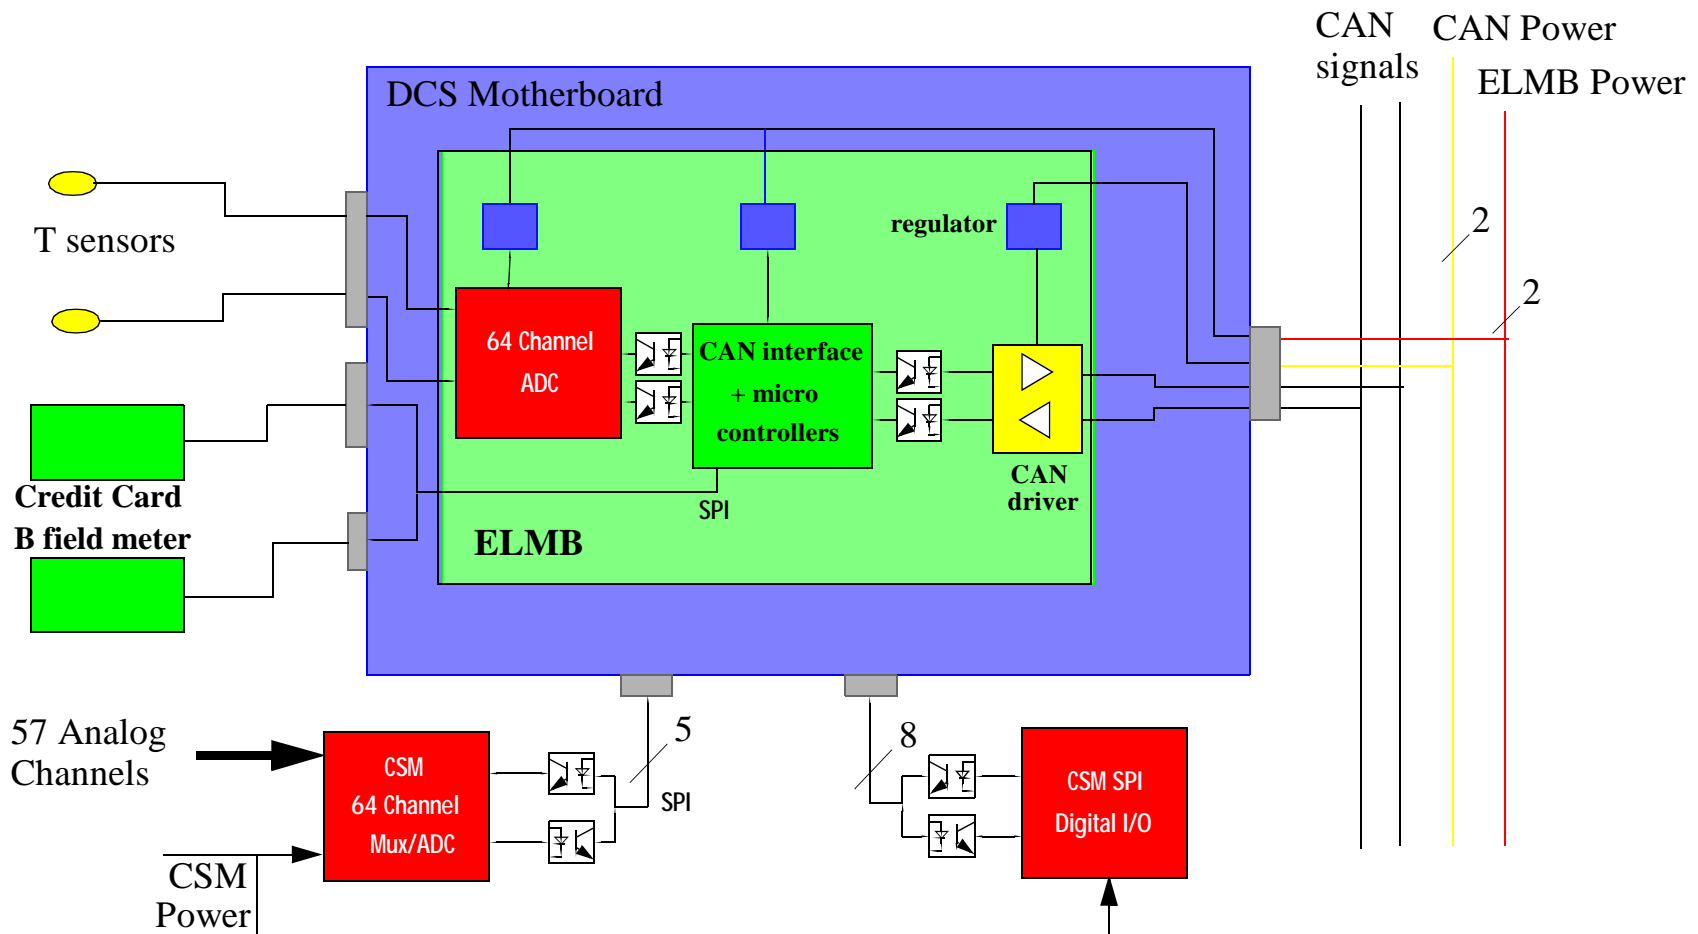 CAN
signals
CAN Power
ELMB Power
DCS Motherboard
T sensors
regulator
2
2
64 Channel
ADC
CAN interface
+ micro
controllers
CAN
driver
SPI
ELMB
Credit Card
B field meter
57 Analog
Channels
CSM
64 Channel
Mux/ADC
5
SPI
8
CSM SPI
Digital I/O
CSM
Power